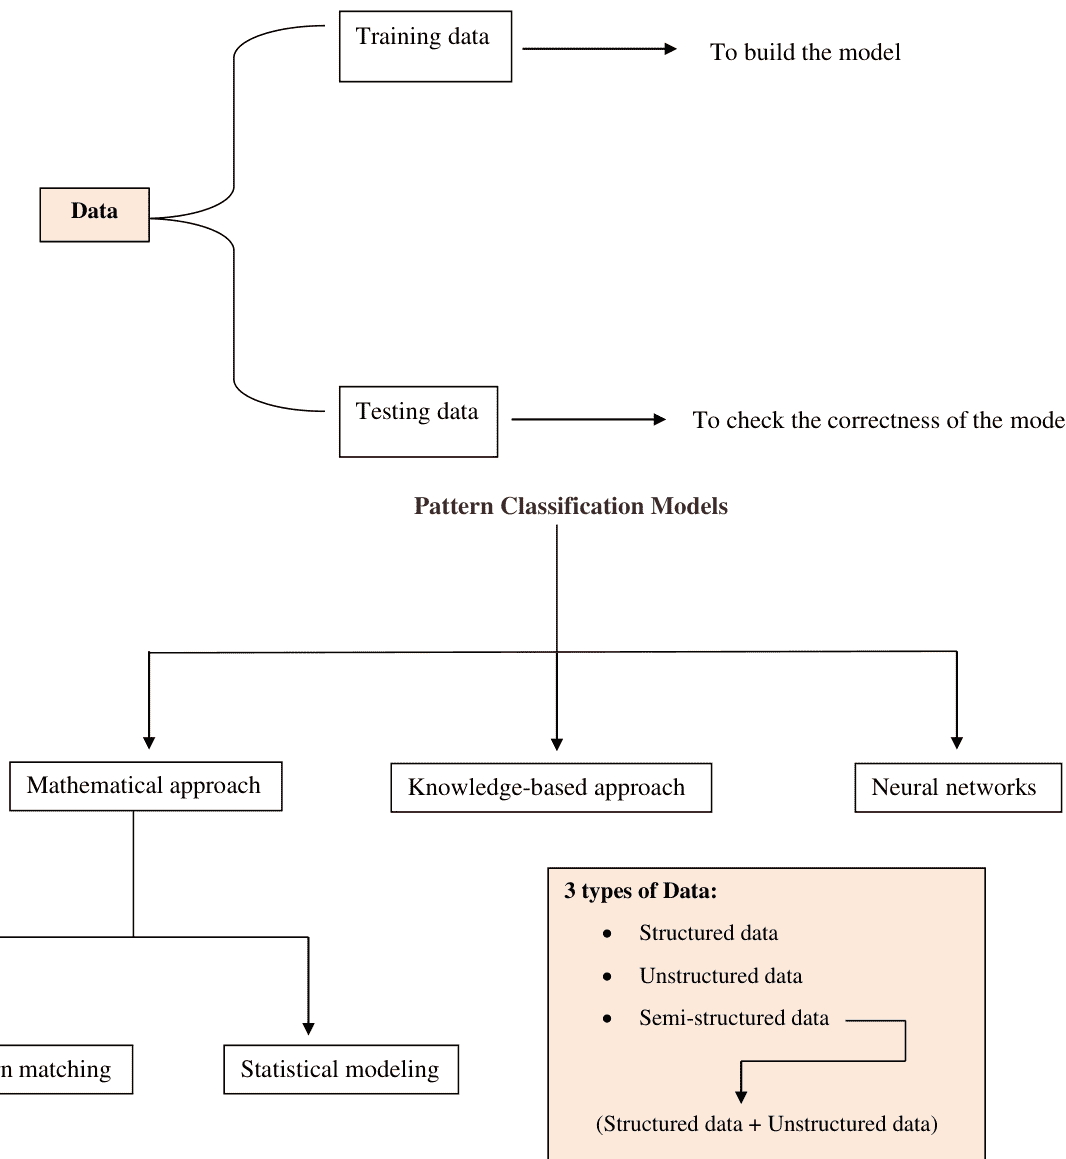 Training data
To build the model
Data
Testing data
To check the correctness of the mode
Pattern Classification Models
Mathematical approach
Knowledge-based approach
Neural networks
3 types of Data:
• Structured data
• Unstructured data
• Semi-structured data
n matching
Statistical modeling
(Structured data + Unstructured data)